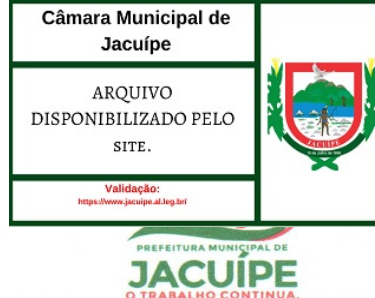 Câmara Municipal de
Jacuípe
ARQUIVO
DISPONIBILIZADO PELO
SITE.
Validação:
https://www.jacuipe.al.leg.br/
JACUÍPE
PREFEITURA MUNICIPAL DE
JACUÍPE
O TRABALHO CONTINUA.